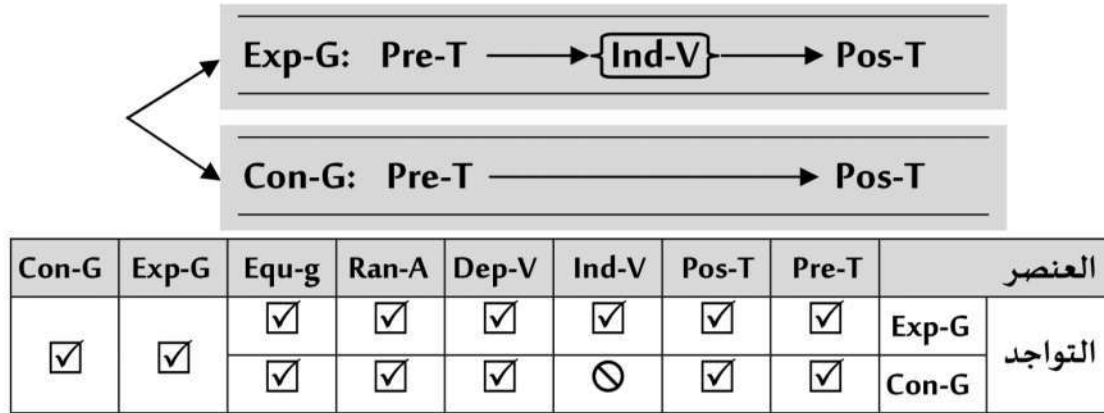 Exp-G: Pre-T Ind-V Pos-T
Con-G: Pre-T Pos-T
العنصر Pre-T Pos-T Ind-V Dep-V Ran-A Equ-g Exp-G Con-G
التواجد Exp-G ☑ ☑ ☑ ☑ ☑ ☑ ☑ ☑
Con-G ☑ ☑ 🚫 ☑ ☑ ☑